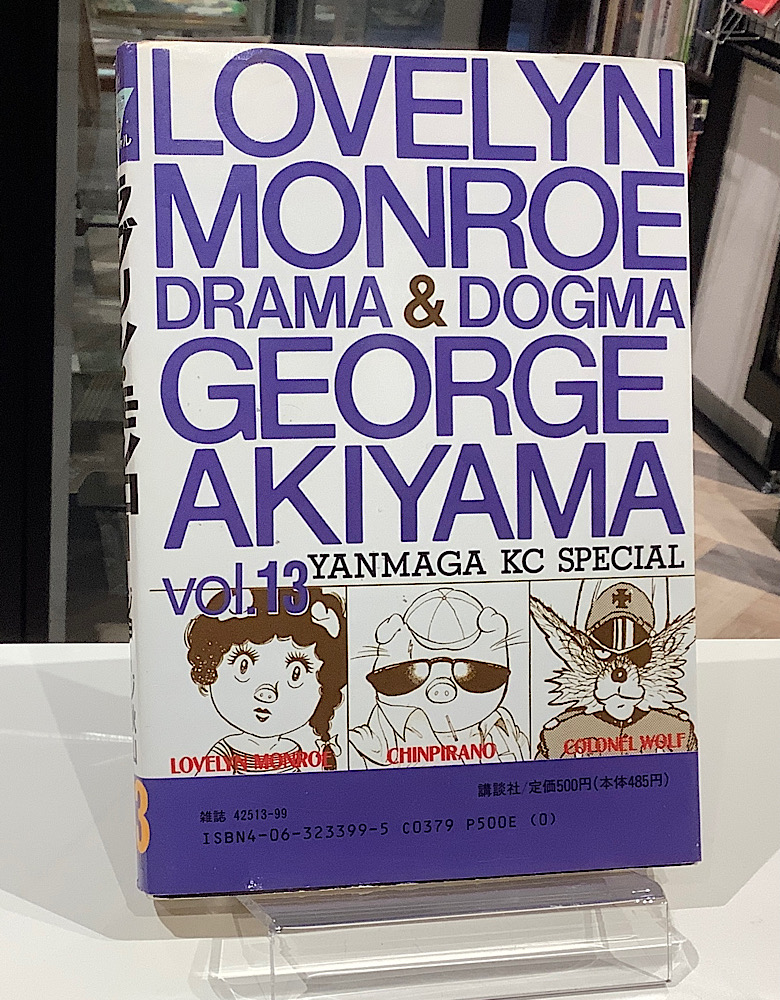 LOVELYN
MONROE
DRAMA & DOGMA
GEORGE
AKIYAMA
vol.13
YANMAGA KC SPECIAL
LOVELYN MONROE
CHINPIRANO
COLONEL WOLF
講談社/定価500円(本体485円)
雑誌 42513-99
ISBN4-06-323399-5 C0379 P500E (0)